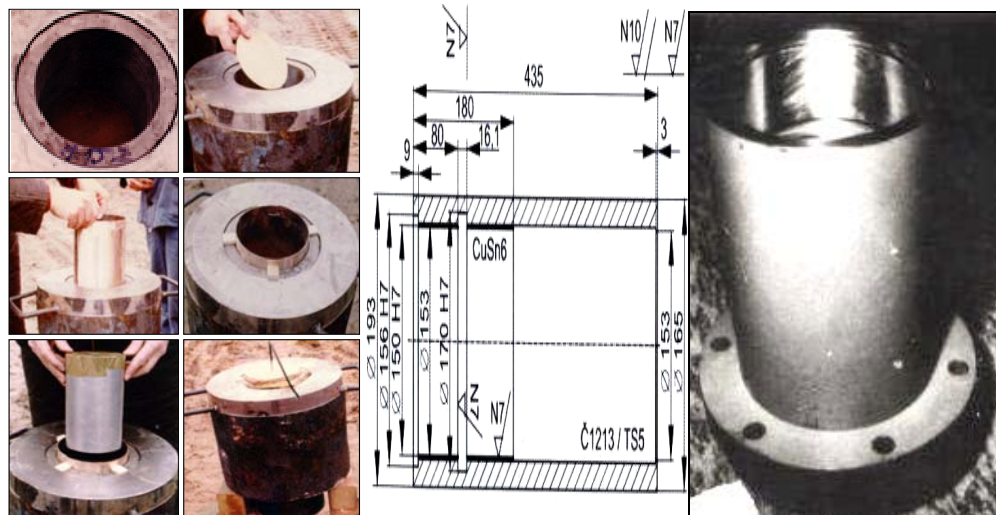 N7
N10
N7
435
180
80
16,1
9
3
CuSn6
∅ 193
∅ 156 H7
∅ 150 H7
∅ 153
∅ 170 H7
∅ 153
∅ 165
N7
N7
Č1213 / TS5